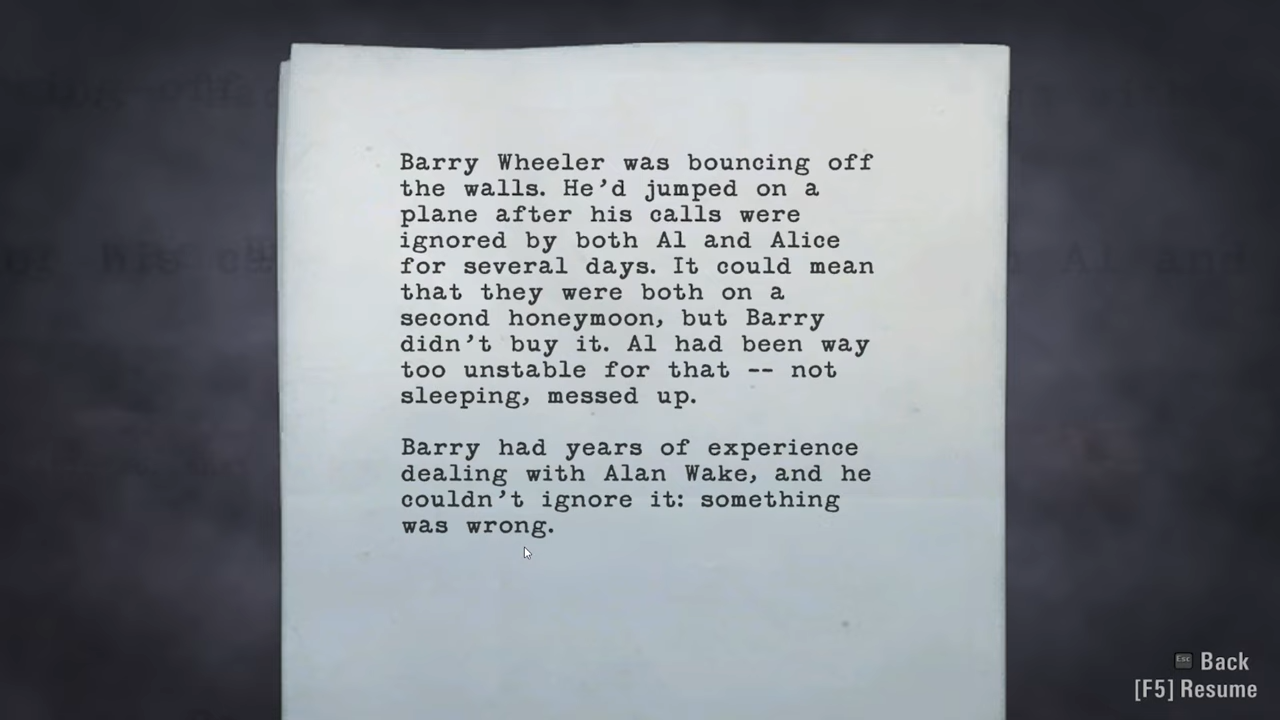 Barry Wheeler was bouncing off
the walls. He'd jumped on a
plane after his calls were
ignored by both Al and Alice
for several days. It could mean
that they were both on a
second honeymoon, but Barry
didn't buy it. Al had been way
too unstable for that -- not
sleeping, messed up.
Barry had years of experience
dealing with Alan Wake, and he
couldn't ignore it: something
was wrong.
Esc Back
[F5] Resume